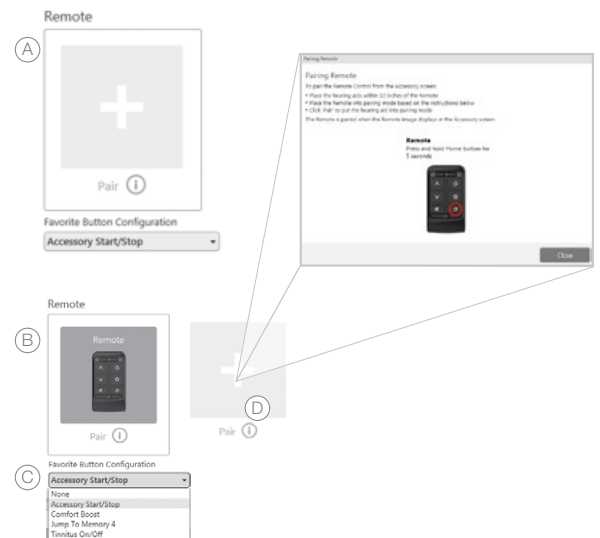 Remote
A
Pair i
Favorite Button Configuration
Accessory Start/Stop
Pairing Remote
Pairing Remote
To pair the Remote Control from the Accessory screen
• Place the hearing aids within 12 inches of the Remote
• Place the Remote into pairing mode based on the instructions below
• Click 'Pair' to put the hearing aid into pairing mode
The Remote is paired when the Remote image displays in the Accessory screen.
Remote
Press and hold Home button for
5 seconds
Close
Remote
B
Remote
Pair i
D
Pair i
Favorite Button Configuration
C
Accessory Start/Stop
None
Accessory Start/Stop
Comfort Boost
Jump To Memory 4
Tinnitus On/Off